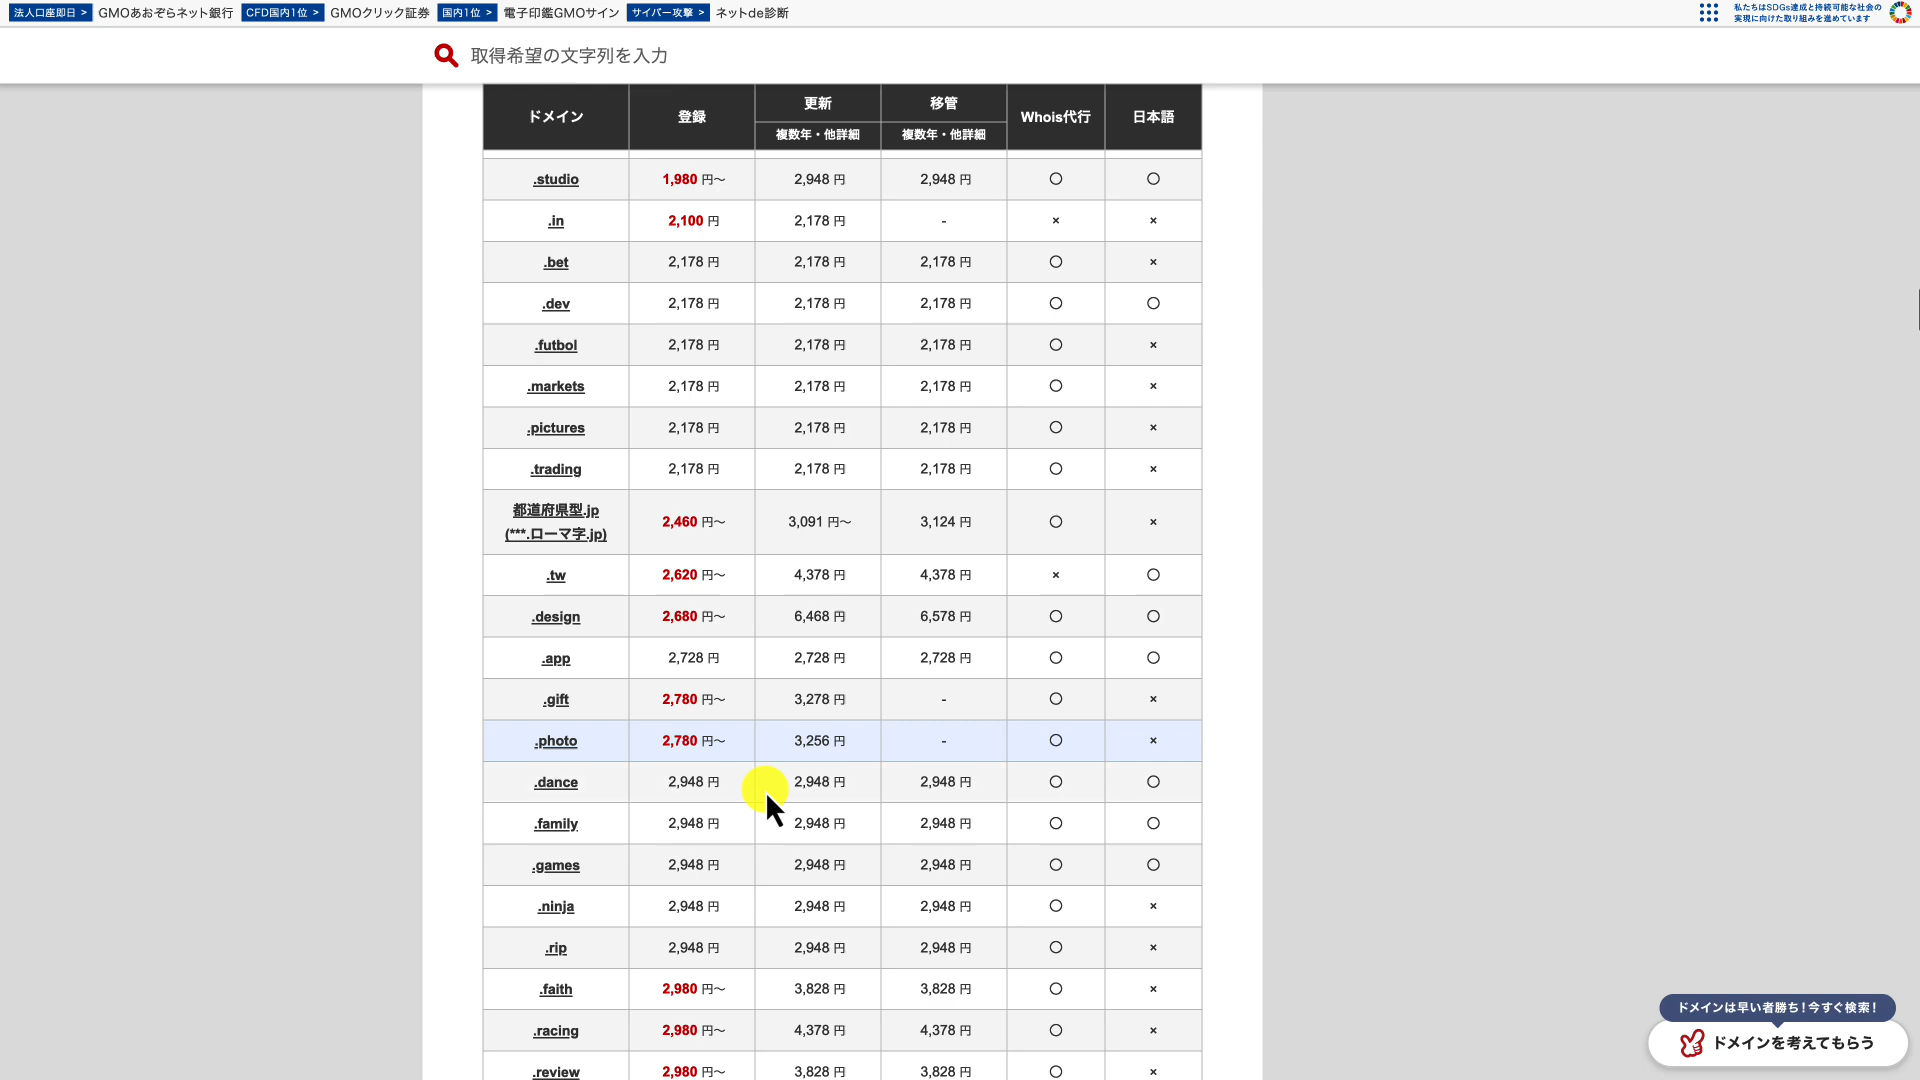 法人口座即日 > GMOあおぞらネット銀行 CFD国内1位 > GMOクリック証券 国内1位 > 電子印鑑GMOサイン サイバー攻撃 > ネットde診断
私たちはSDGs達成と持続可能な社会の
実現に向けた取り組みを進めています
取得希望の文字列を入力
ドメイン 登録 更新 移管 Whois代行 日本語
複数年・他詳細 複数年・他詳細
.studio 1,980 円〜 2,948 円 2,948 円 〇 〇
.in 2,100 円 2,178 円 - × ×
.bet 2,178 円 2,178 円 2,178 円 〇 ×
.dev 2,178 円 2,178 円 2,178 円 〇 〇
.futbol 2,178 円 2,178 円 2,178 円 〇 ×
.markets 2,178 円 2,178 円 2,178 円 〇 ×
.pictures 2,178 円 2,178 円 2,178 円 〇 ×
.trading 2,178 円 2,178 円 2,178 円 〇 ×
都道府県型.jp
(***.ローマ字.jp) 2,460 円〜 3,091 円〜 3,124 円 〇 ×
.tw 2,620 円〜 4,378 円 4,378 円 × 〇
.design 2,680 円〜 6,468 円 6,578 円 〇 〇
.app 2,728 円 2,728 円 2,728 円 〇 〇
.gift 2,780 円〜 3,278 円 - 〇 ×
.photo 2,780 円〜 3,256 円 - 〇 ×
.dance 2,948 円 2,948 円 2,948 円 〇 〇
.family 2,948 円 2,948 円 2,948 円 〇 〇
.games 2,948 円 2,948 円 2,948 円 〇 〇
.ninja 2,948 円 2,948 円 2,948 円 〇 ×
.rip 2,948 円 2,948 円 2,948 円 〇 ×
.faith 2,980 円〜 3,828 円 3,828 円 〇 ×
.racing 2,980 円〜 4,378 円 4,378 円 〇 ×
.review 2,980 円〜 3,828 円 3,828 円 〇 ×
ドメインは早い者勝ち!今すぐ検索!
ドメインを考えてもらう